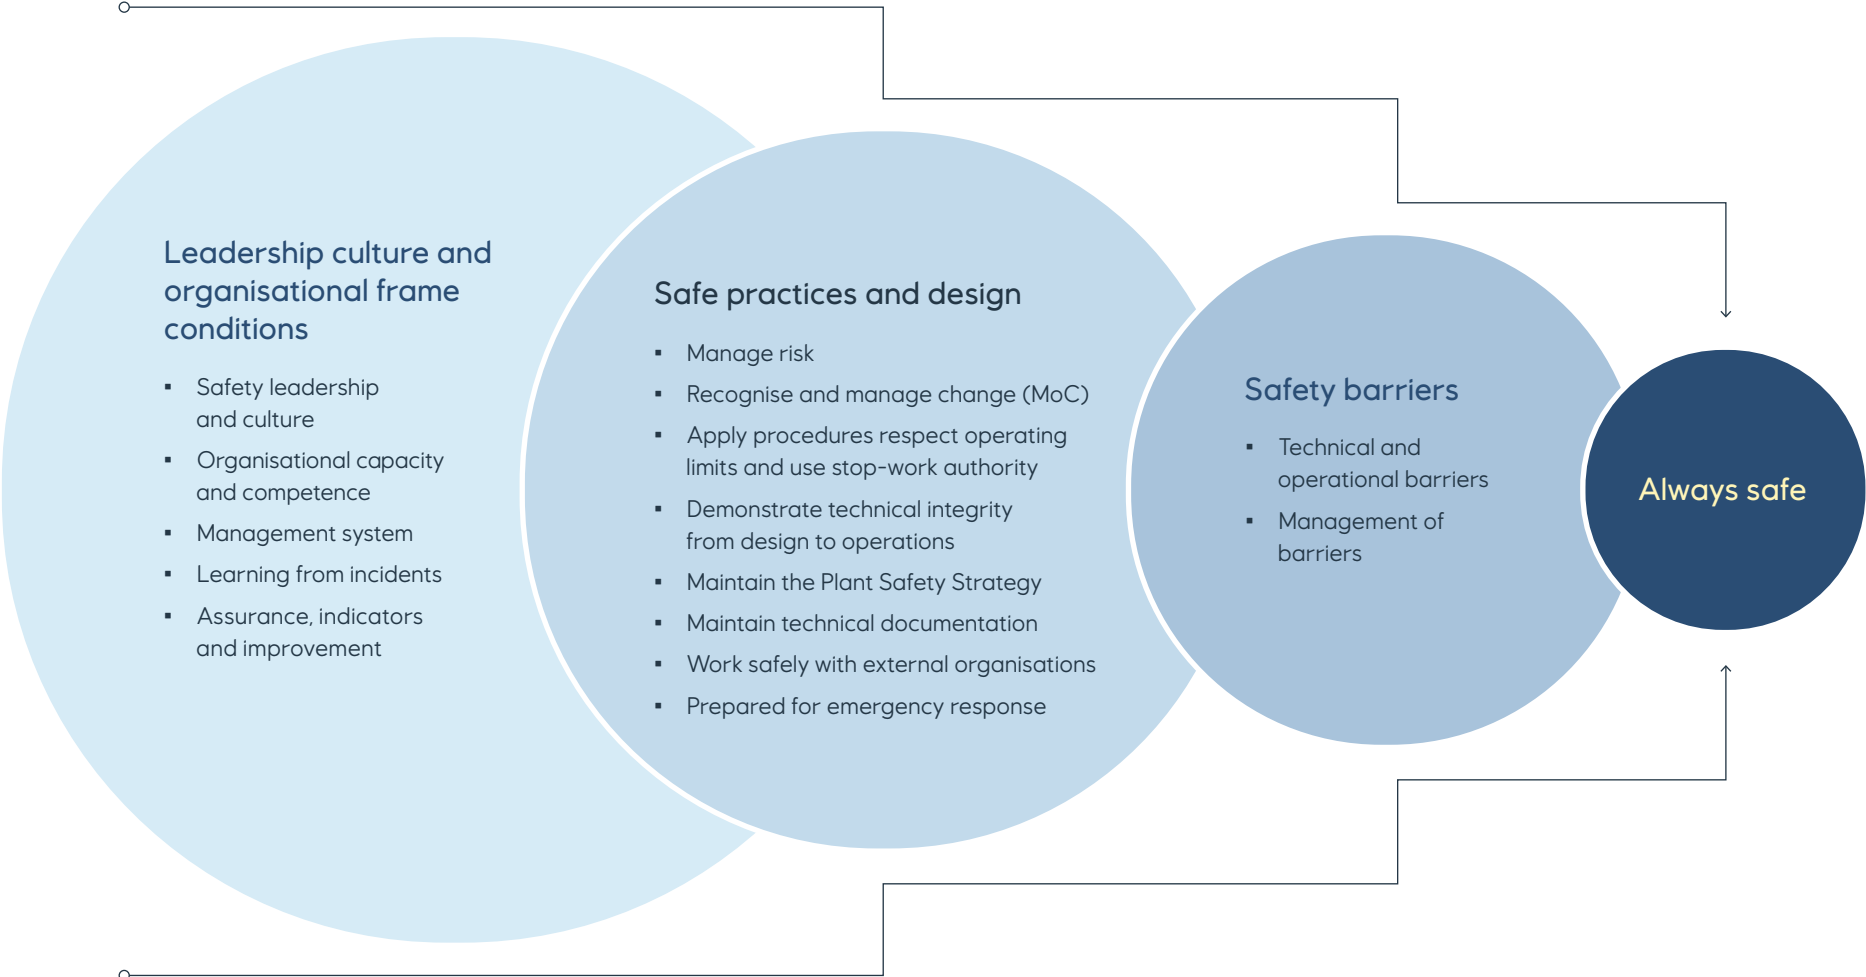 Leadership culture and
organisational frame
conditions
▪ Safety leadership
and culture
▪ Organisational capacity
and competence
▪ Management system
▪ Learning from incidents
▪ Assurance, indicators
and improvement
Safe practices and design
▪ Manage risk
▪ Recognise and manage change (MoC)
▪ Apply procedures respect operating
limits and use stop-work authority
▪ Demonstrate technical integrity
from design to operations
▪ Maintain the Plant Safety Strategy
▪ Maintain technical documentation
▪ Work safely with external organisations
▪ Prepared for emergency response
Safety barriers
▪ Technical and
operational barriers
▪ Management of
barriers
Always safe